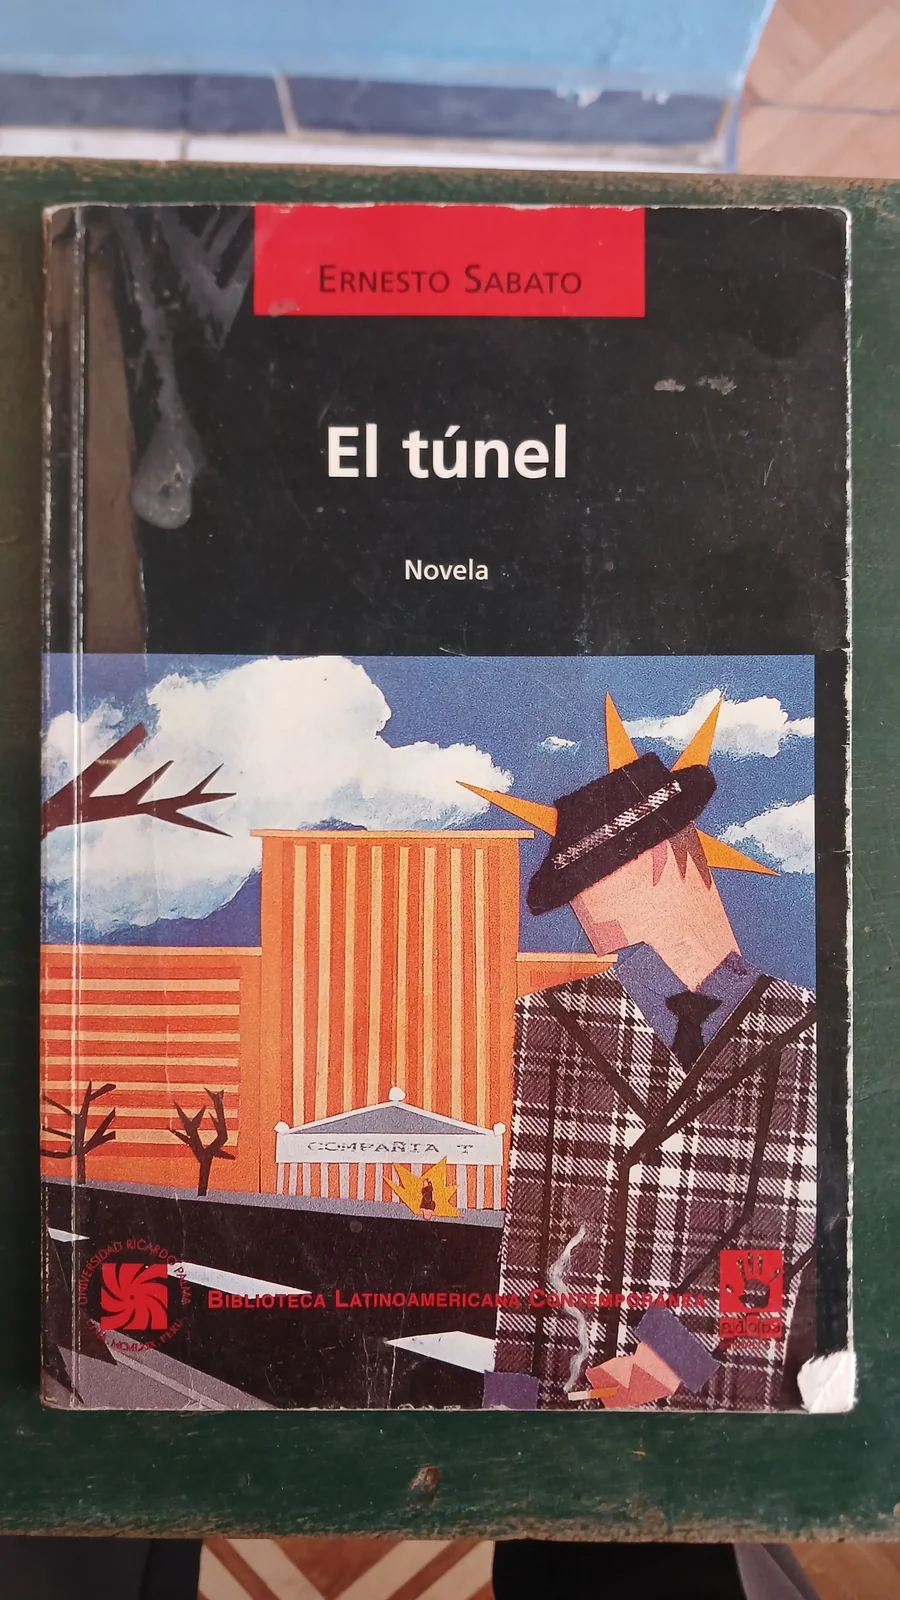 ERNESTO SABATO
El túnel
Novela
COMPAÑIA T
UNIVERSIDAD RICARDO PALMA
BIBLIOTECA LATINOAMERICANA CONTEMPORÁNEA